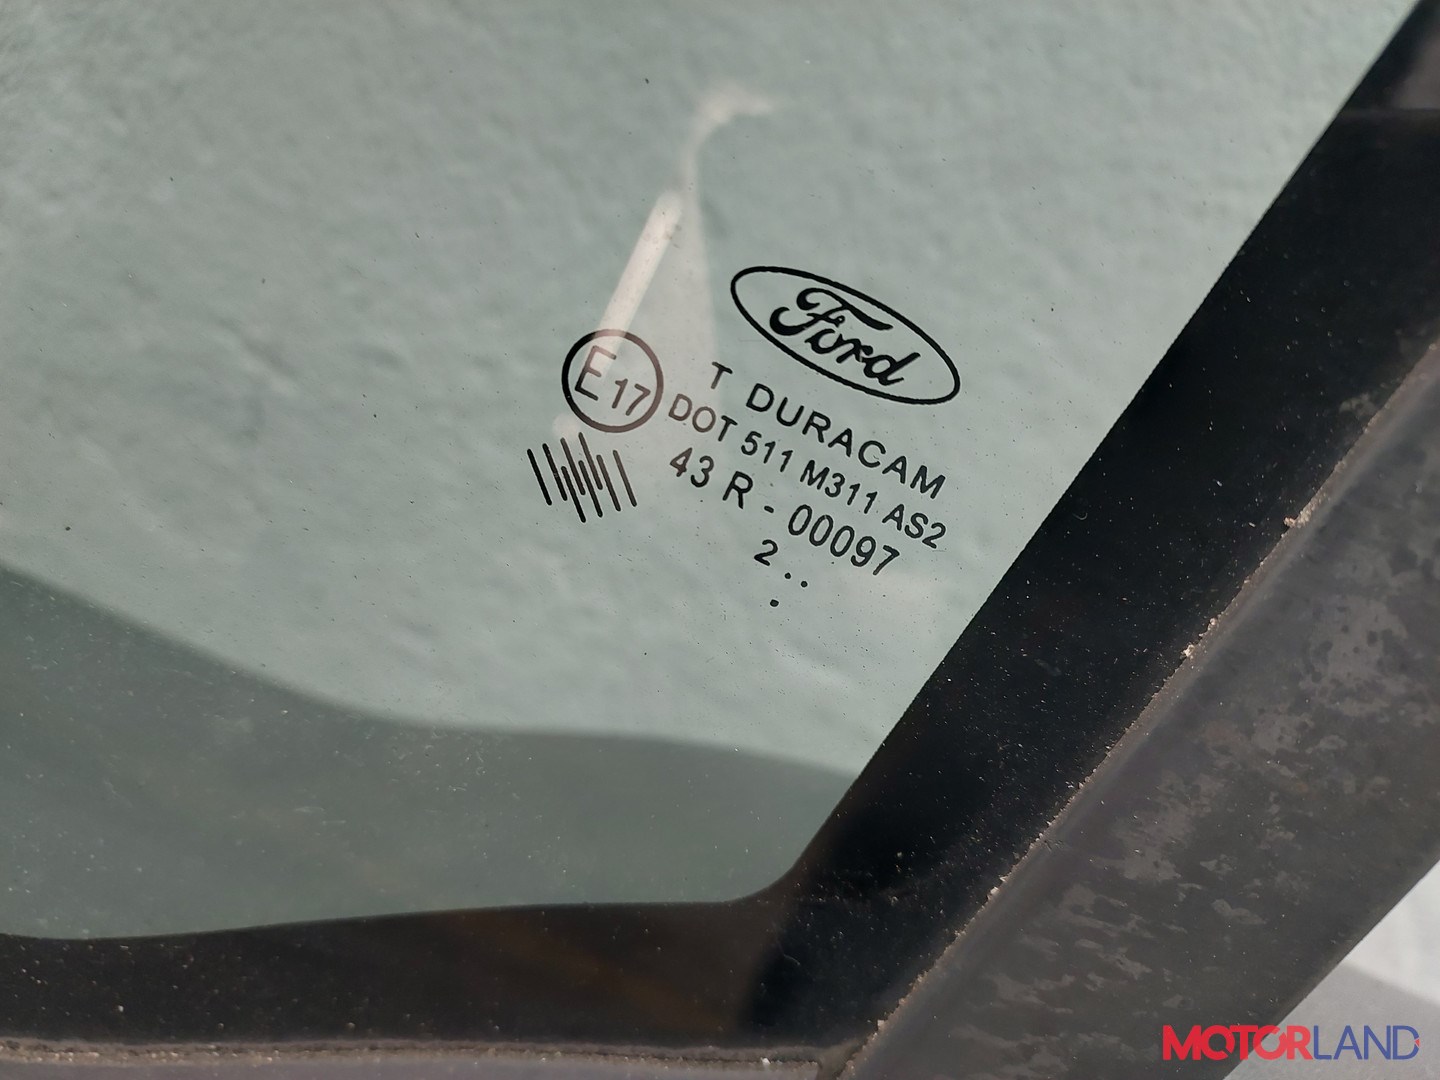 Ford
E17
T DURACAM
DOT 511 M311 AS2
43 R - 00097
2 . .
.
MOTORLAND